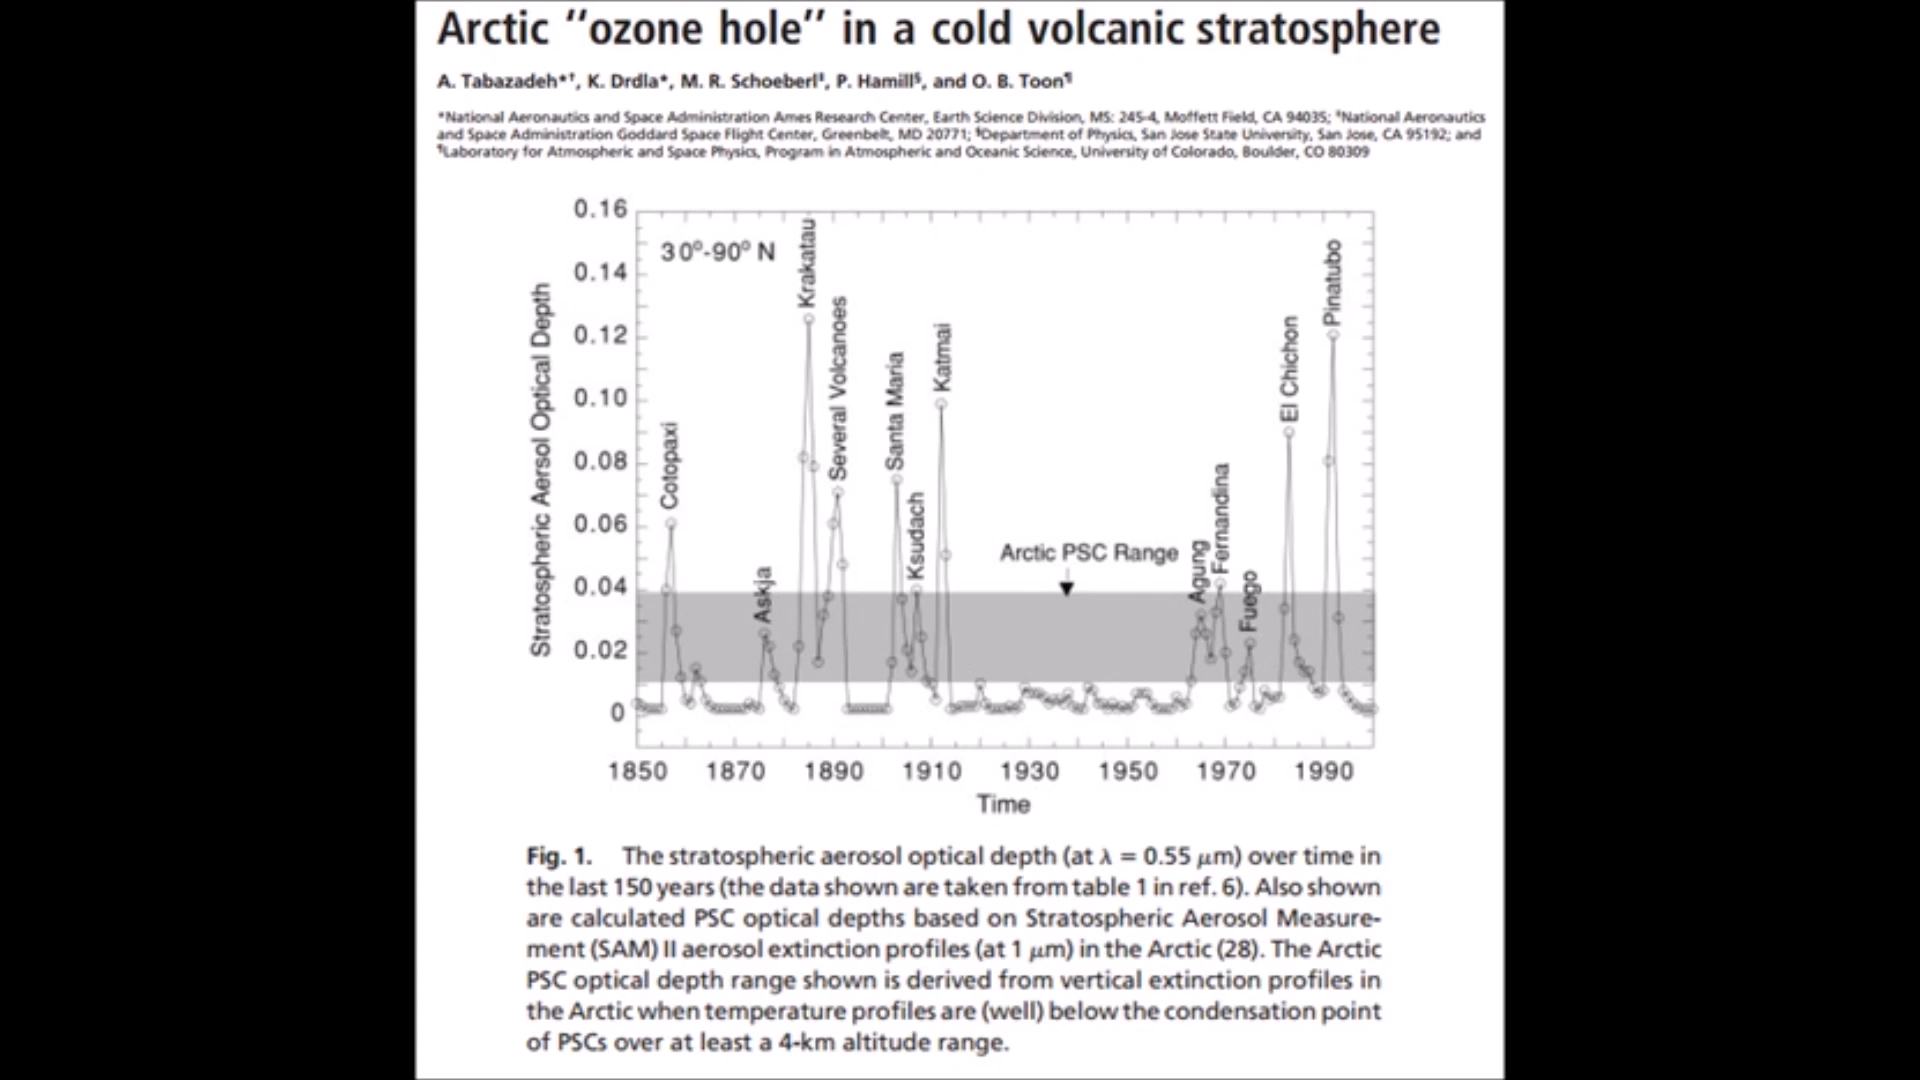 Arctic “ozone hole” in a cold volcanic stratosphere
A. Tabazadeh*†, K. Drdla*, M. R. Schoeberl‡, P. Hamill§, and O. B. Toon¶
*National Aeronautics and Space Administration Ames Research Center, Earth Science Division, MS: 245-4, Moffett Field, CA 94035; ‡National Aeronautics
and Space Administration Goddard Space Flight Center, Greenbelt, MD 20771; §Department of Physics, San Jose State University, San Jose, CA 95192; and
¶Laboratory for Atmospheric and Space Physics, Program in Atmospheric and Oceanic Science, University of Colorado, Boulder, CO 80309
Stratospheric Aersol Optical Depth
0.16
0.14
0.12
0.10
0.08
0.06
0.04
0.02
0
30°-90° N
Cotopaxi
Askja
Krakatau
Several Volcanoes
Santa Maria
Ksudach
Katmai
Arctic PSC Range
Agung
Fernandina
Fuego
El Chichon
Pinatubo
1850 1870 1890 1910 1930 1950 1970 1990
Time
Fig. 1. The stratospheric aerosol optical depth (at λ = 0.55 μm) over time in
the last 150 years (the data shown are taken from table 1 in ref. 6). Also shown
are calculated PSC optical depths based on Stratospheric Aerosol Measure-
ment (SAM) II aerosol extinction profiles (at 1 μm) in the Arctic (28). The Arctic
PSC optical depth range shown is derived from vertical extinction profiles in
the Arctic when temperature profiles are (well) below the condensation point
of PSCs over at least a 4-km altitude range.